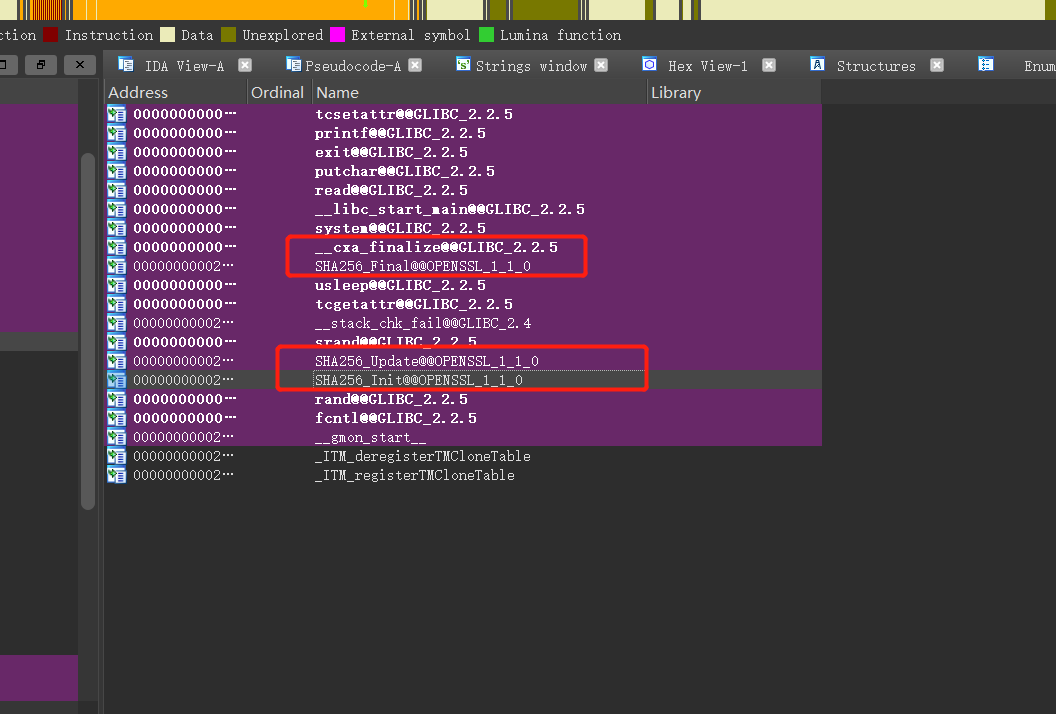 ction Instruction Data Unexplored External symbol Lumina function
IDA View-A Pseudocode-A Strings window Hex View-1 Structures Enum
Address Ordinal Name Library
0000000000… tcsetattr@@GLIBC_2.2.5
0000000000… printf@@GLIBC_2.2.5
0000000000… exit@@GLIBC_2.2.5
0000000000… putchar@@GLIBC_2.2.5
0000000000… read@@GLIBC_2.2.5
0000000000… __libc_start_main@@GLIBC_2.2.5
0000000000… system@@GLIBC_2.2.5
0000000000… __cxa_finalize@@GLIBC_2.2.5
00000000002… SHA256_Final@@OPENSSL_1_1_0
0000000000… usleep@@GLIBC_2.2.5
0000000000… tcgetattr@@GLIBC_2.2.5
00000000002… __stack_chk_fail@@GLIBC_2.4
0000000000… srand@@GLIBC_2.2.5
00000000002… SHA256_Update@@OPENSSL_1_1_0
00000000002… SHA256_Init@@OPENSSL_1_1_0
0000000000… rand@@GLIBC_2.2.5
0000000000… fcntl@@GLIBC_2.2.5
00000000002… __gmon_start__
00000000002… _ITM_deregisterTMCloneTable
00000000002… _ITM_registerTMCloneTable